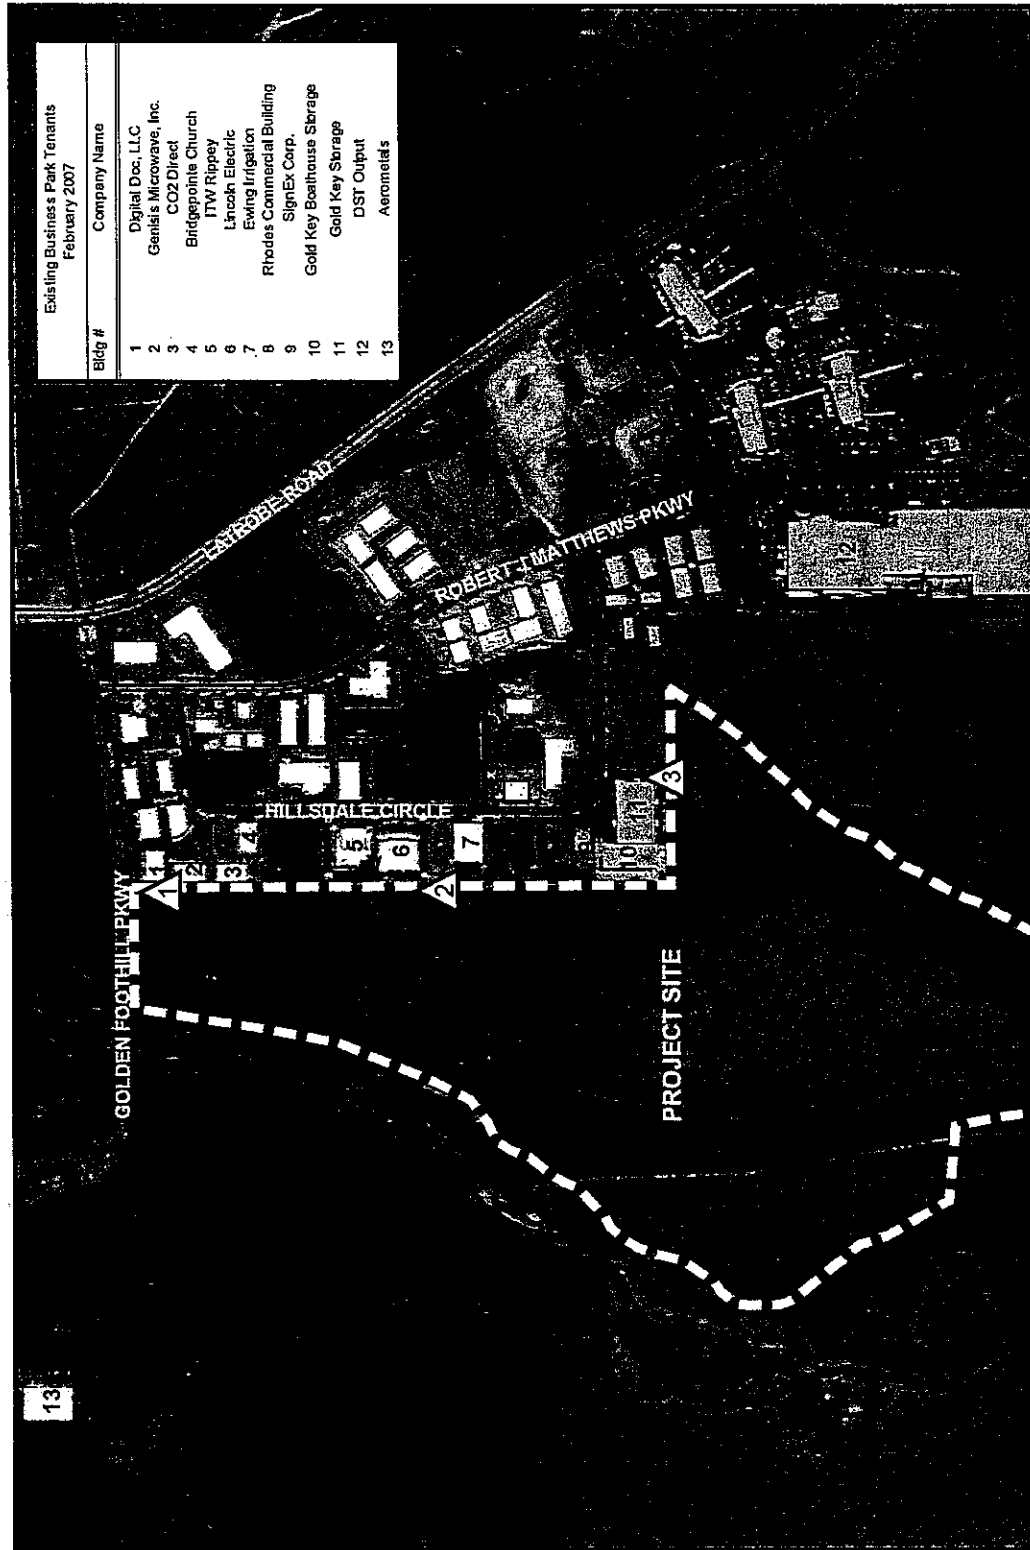 Existing Business Park Tenants
February 2007
Bldg # Company Name
1 Digital Doc, LLC
2 Genisis Microwave, Inc.
3 CO2 Direct
4 Bridgepointe Church
5 ITW Rippey
6 Lincoln Electric
7 Ewing Irrigation
8 Rhodes Commercial Building
9 SignEx Corp.
10 Gold Key Boathouse Storage
11 Gold Key Storage
12 DST Output
13 Aerometals
LATROBE ROAD
ROBERT J MATTHEWS PKWY
HILLSDALE CIRCLE
GOLDEN FOOTHILL PKWY
PROJECT SITE
1
2
3
4
5
6
7
9
10
11
12
13
1
2
3